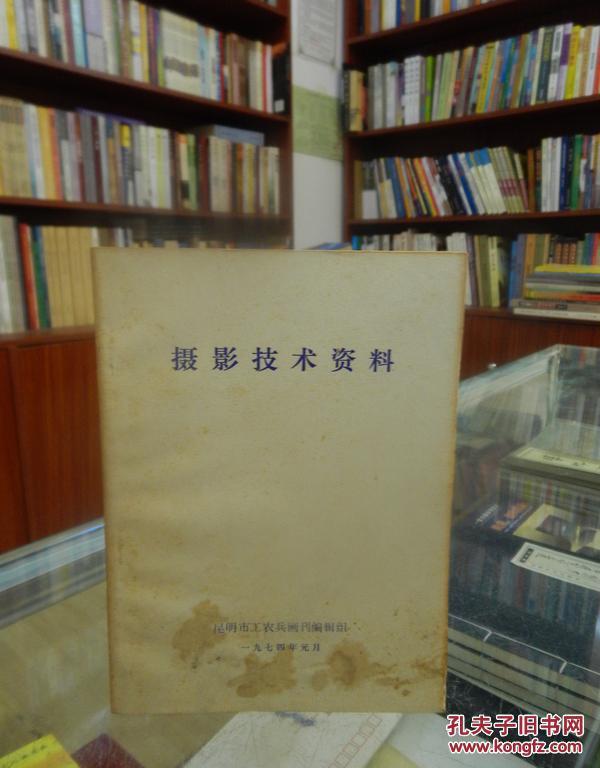 摄影技术资料
昆明市工农兵画刊编辑组
一九七四年元月
孔夫子旧书网
www.kongfz.com